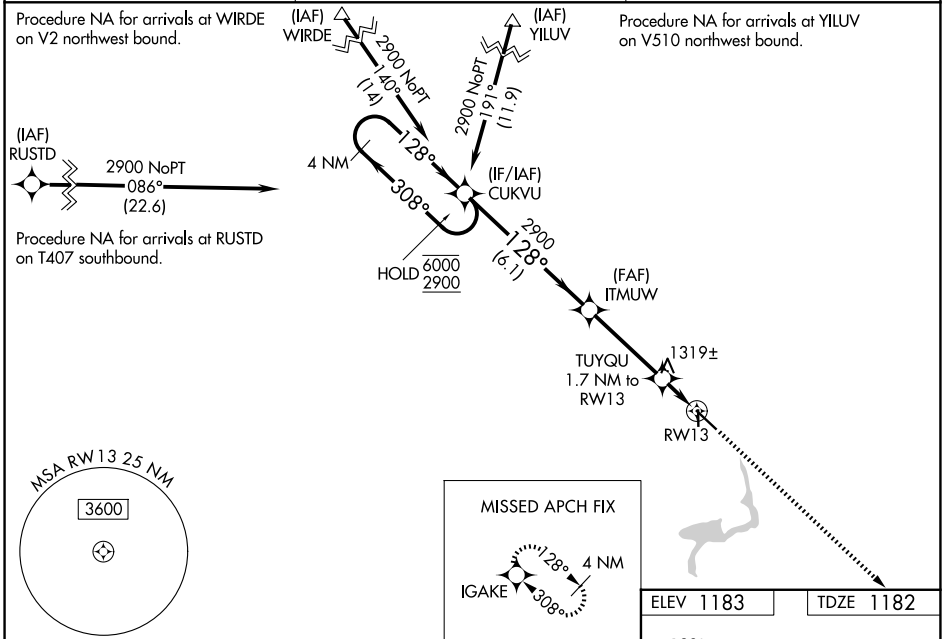 Procedure NA for arrivals at WIRDE
on V2 northwest bound.
(IAF)
WIRDE
2900 NoPT
140°
(14)
(IAF)
YILUV
2900 NoPT
191°
(11.9)
Procedure NA for arrivals at YILUV
on V510 northwest bound.
(IAF)
RUSTD
2900 NoPT
086°
(22.6)
Procedure NA for arrivals at RUSTD
on T407 southbound.
4 NM
128°
308°
(IF/IAF)
CUKVU
HOLD 6000
2900
2900
128°
(6.1)
(FAF)
ITMUW
TUYQU
1.7 NM to
RW13
1319±
RW13
MSA RW13 25 NM
3600
MISSED APCH FIX
IGAKE
128°
308°
4 NM
ELEV 1183
TDZE 1182